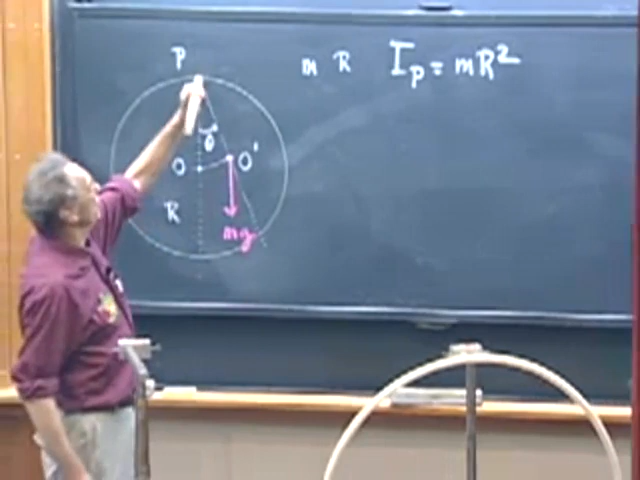 P m R I_P = mR²
θ
O O'
R
mg